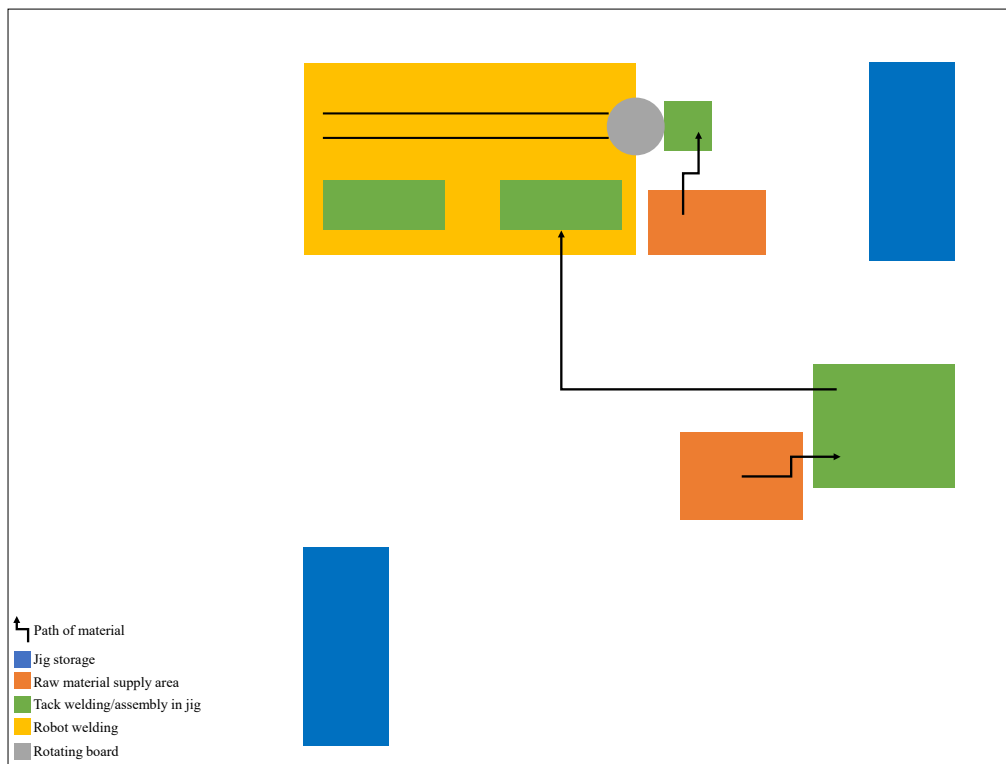 Path of material
Jig storage
Raw material supply area
Tack welding/assembly in jig
Robot welding
Rotating board